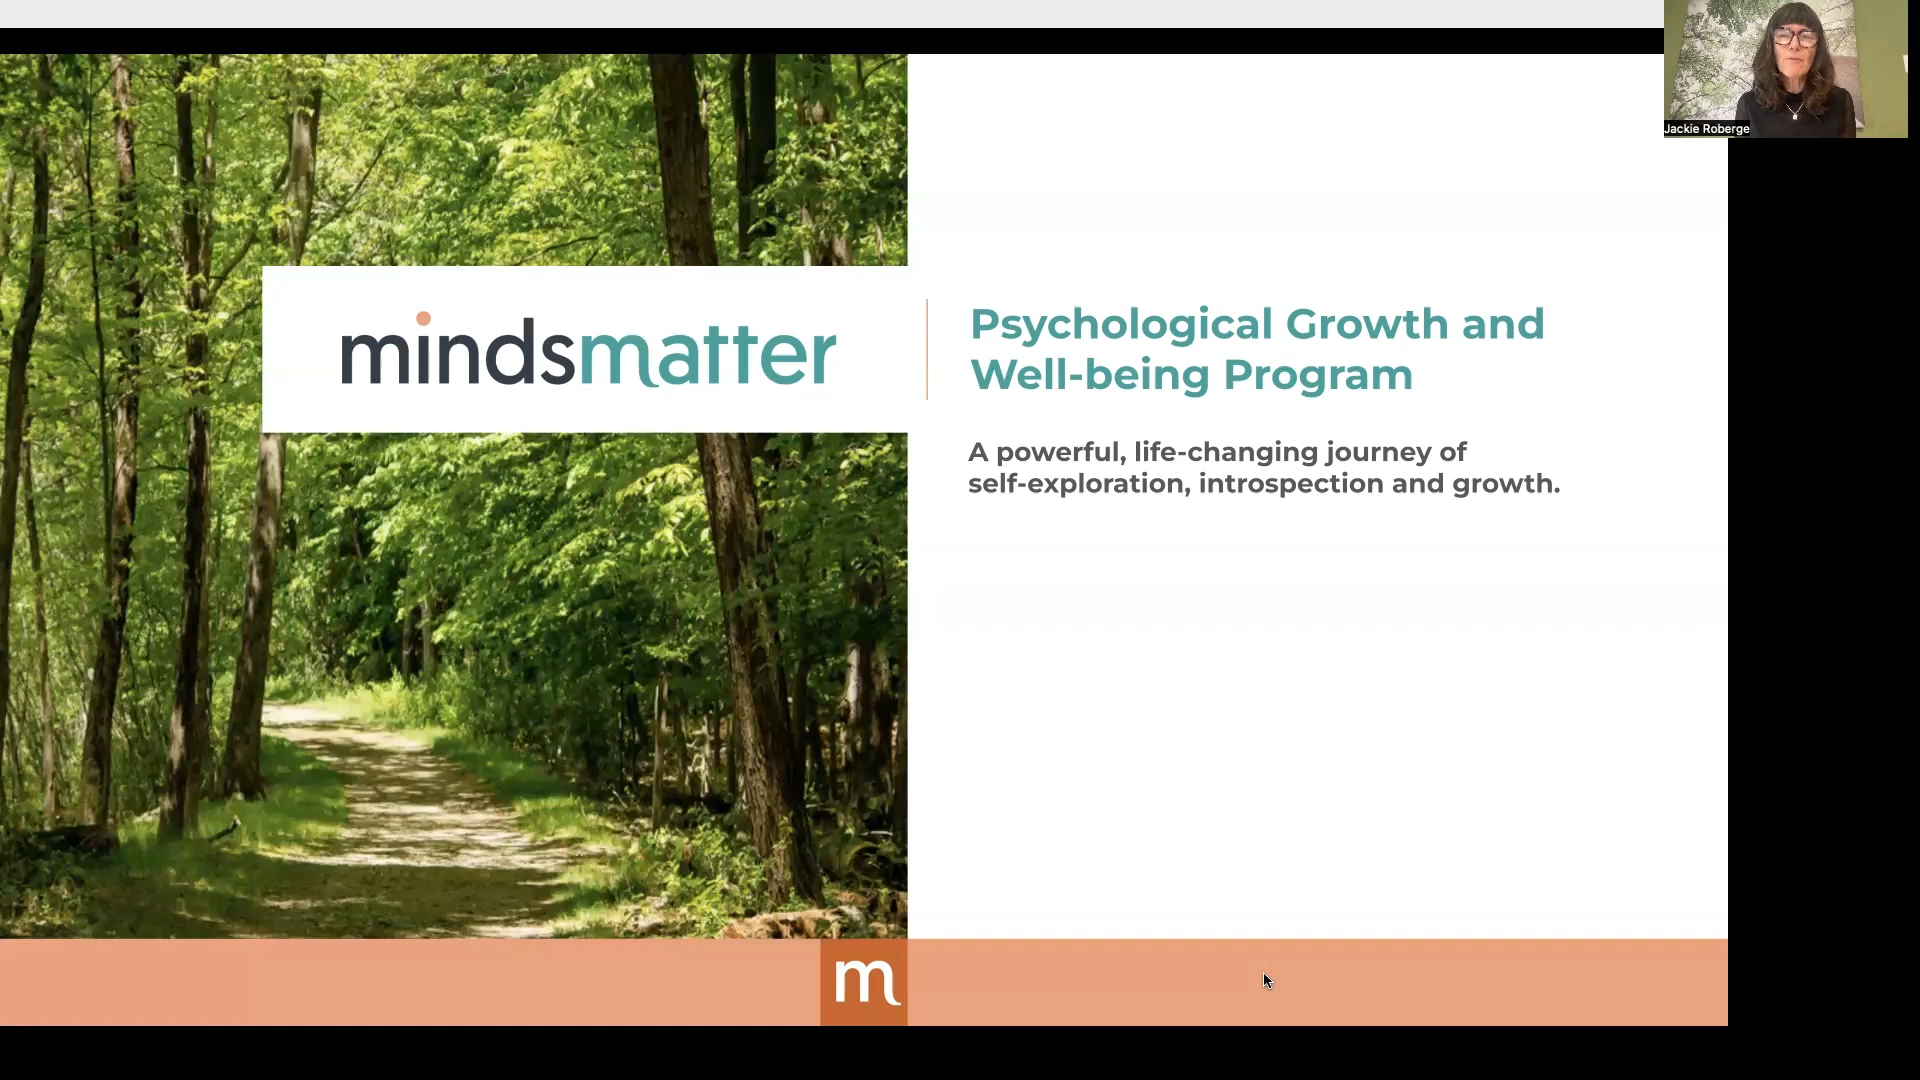 Jackie Roberge
mindsmatter
Psychological Growth and
Well-being Program
A powerful, life-changing journey of
self-exploration, introspection and growth.
m